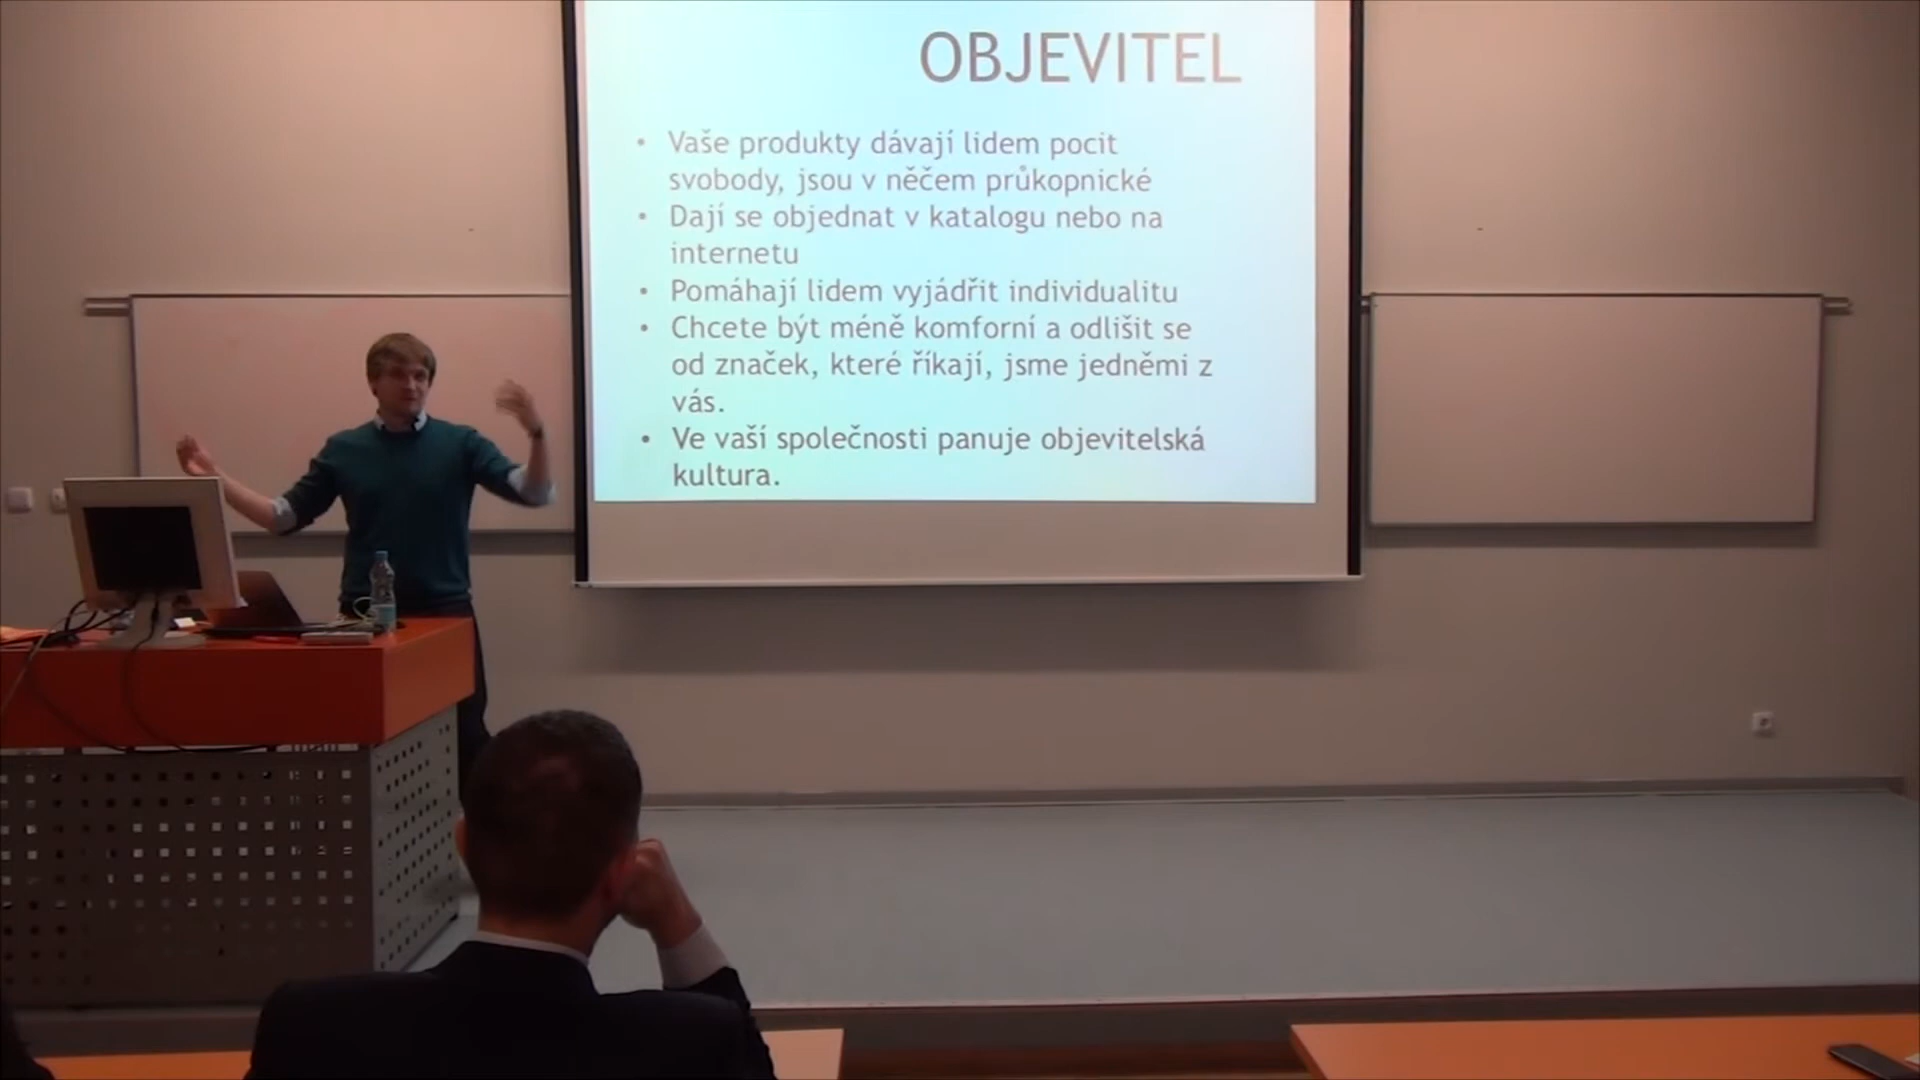 OBJEVITEL
• Vaše produkty dávají lidem pocit
svobody, jsou v něčem průkopnické
• Dají se objednat v katalogu nebo na
internetu
• Pomáhají lidem vyjádřit individualitu
• Chcete být méně komforní a odlišit se
od značek, které říkají, jsme jedněmi z
vás.
• Ve vaší společnosti panuje objevitelská
kultura.